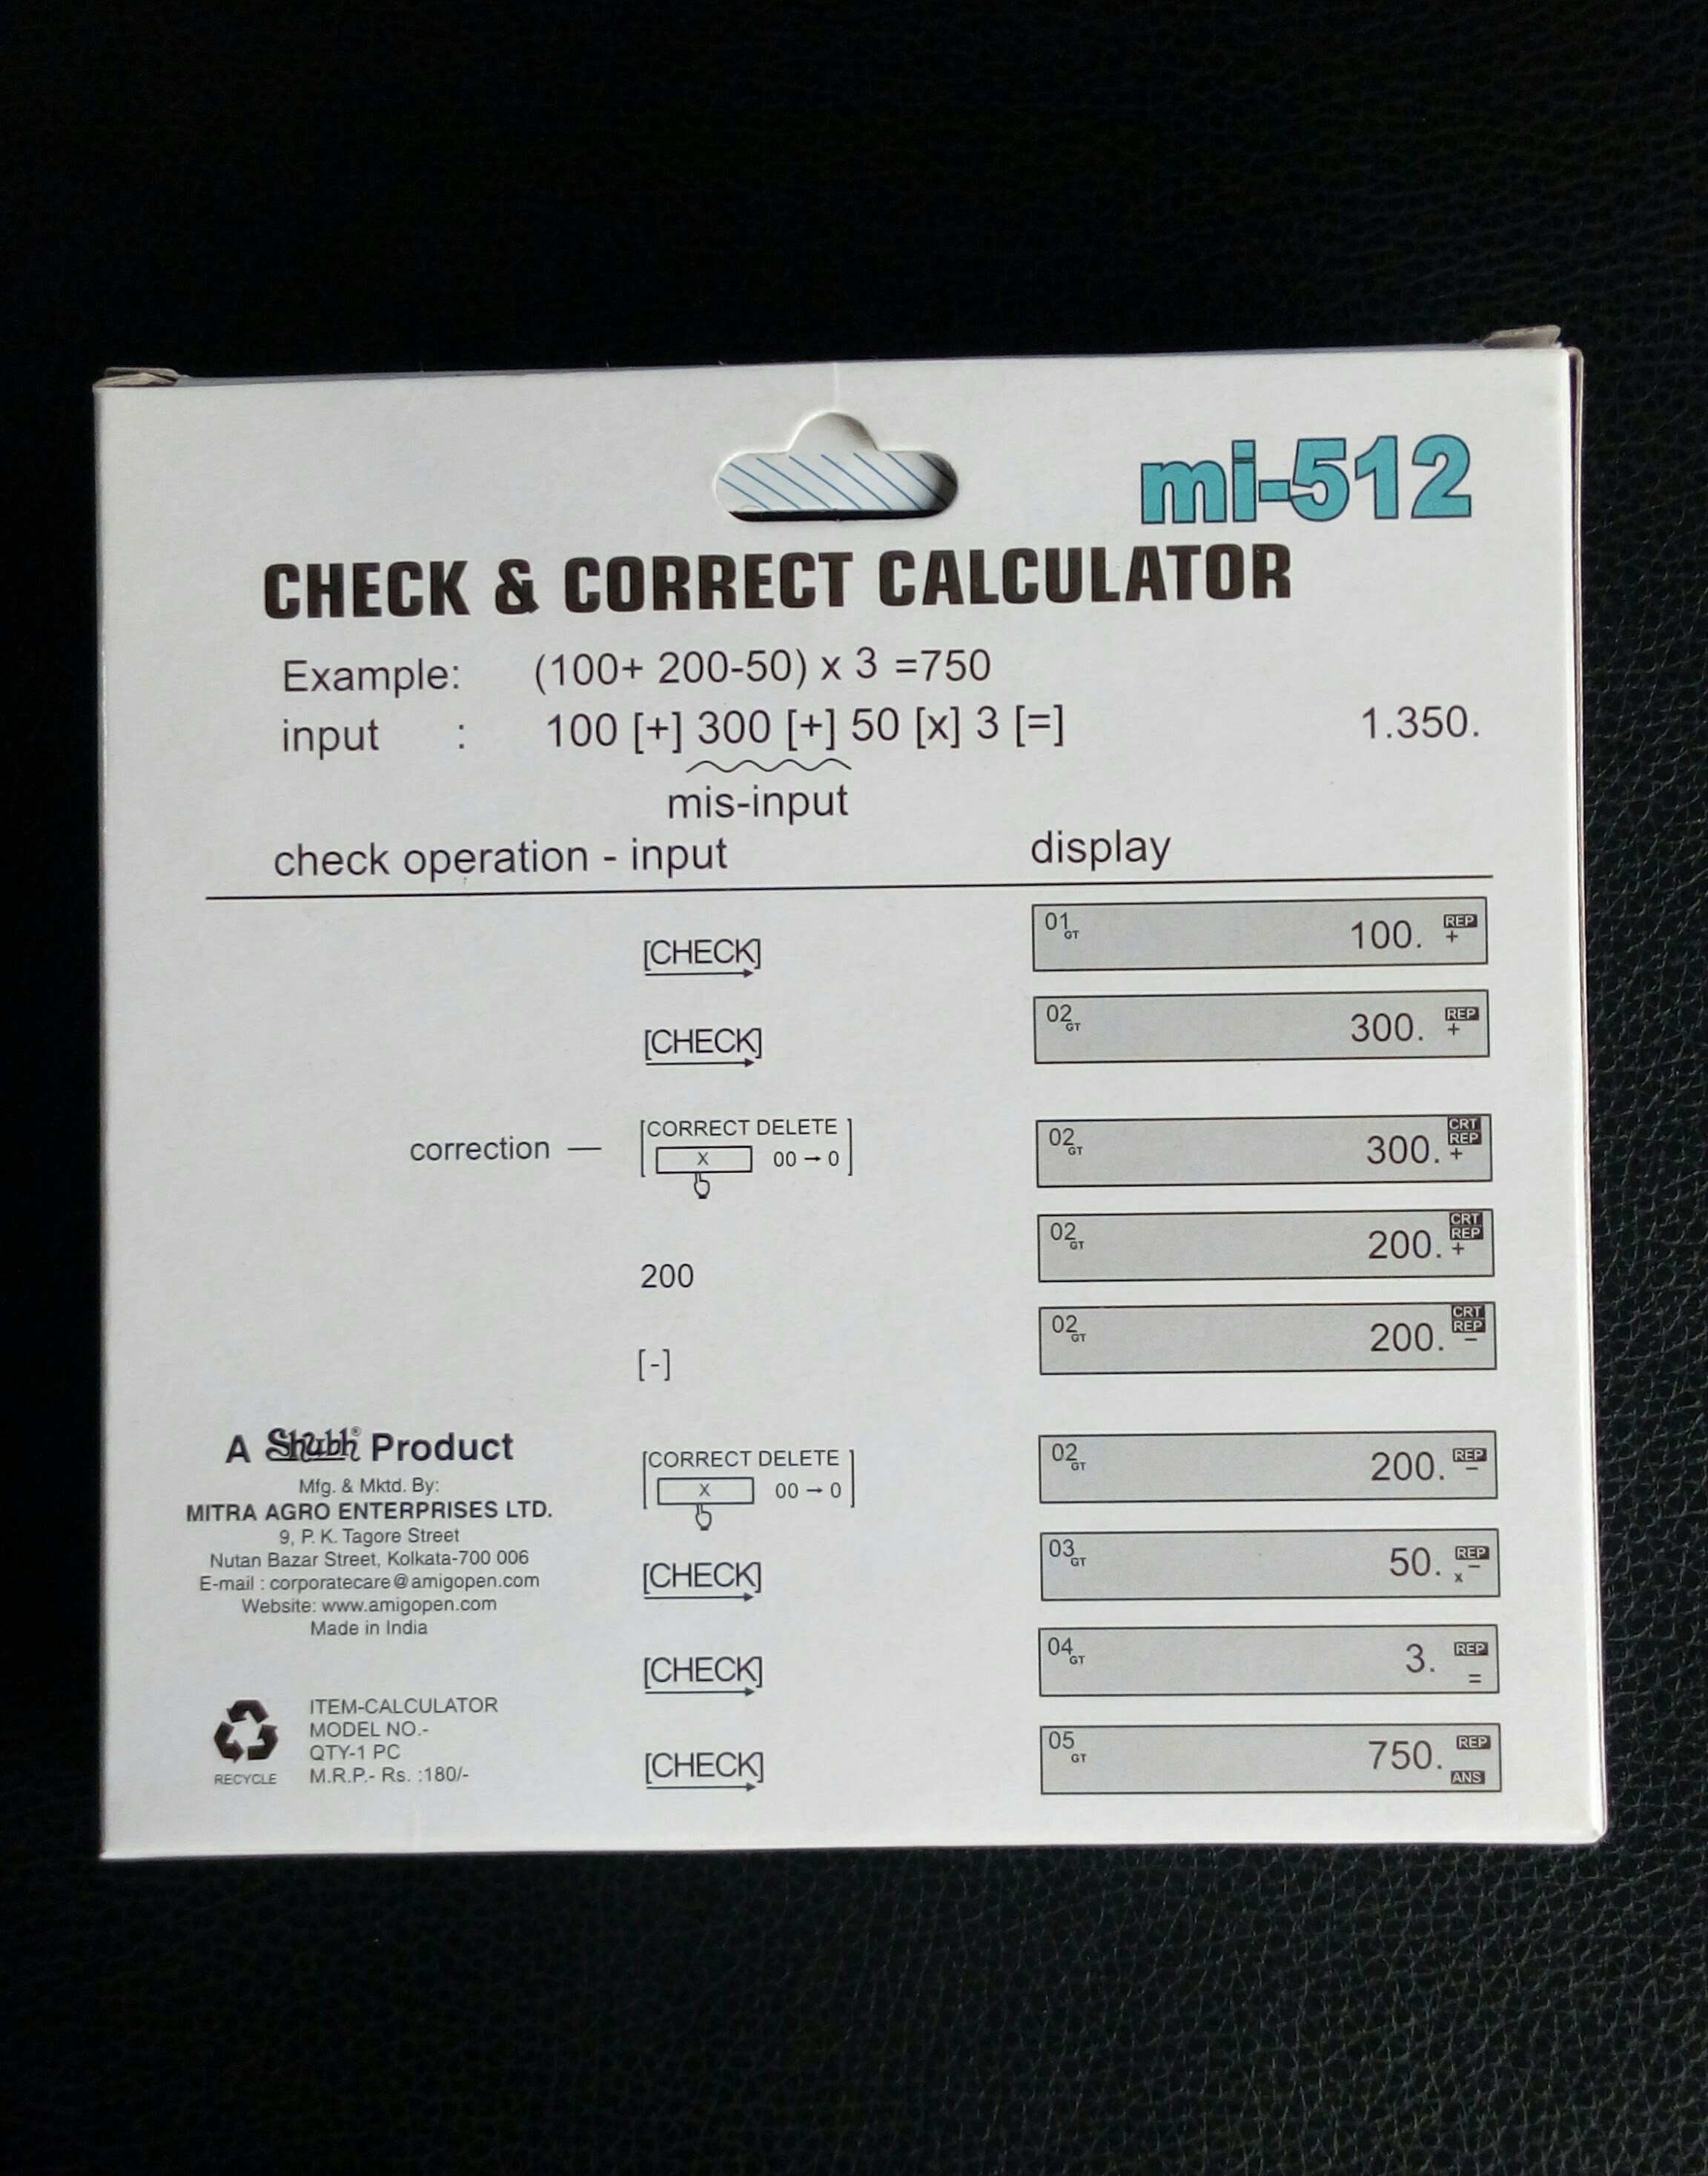 mi-512
CHECK & CORRECT CALCULATOR
Example: (100+ 200-50) x 3 =750
input : 100 [+] 300 [+] 50 [x] 3 [=] 1.350.
mis-input
check operation - input display
[CHECK] 01 GT 100. REP +
[CHECK] 02 GT 300. REP +
correction — [CORRECT DELETE X 00→0] 02 GT 300. CRT REP +
200 02 GT 200. CRT REP +
[-] 02 GT 200. CRT REP −
[CORRECT DELETE X 00→0] 02 GT 200. REP −
[CHECK] 03 GT 50. REP − x
[CHECK] 04 GT 3. REP =
[CHECK] 05 GT 750. REP ANS
A Shubh® Product
Mfg. & Mktd. By:
MITRA AGRO ENTERPRISES LTD.
9, P. K. Tagore Street
Nutan Bazar Street, Kolkata-700 006
E-mail : corporatecare@amigopen.com
Website: www.amigopen.com
Made in India
RECYCLE
ITEM-CALCULATOR
MODEL NO.-
QTY-1 PC
M.R.P.- Rs. :180/-